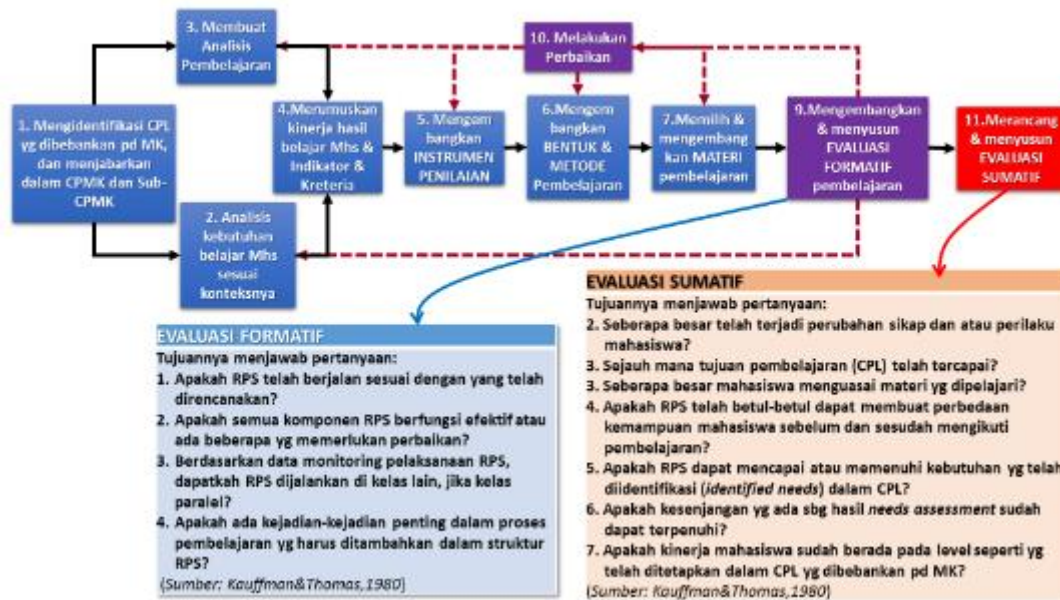 3. Membuat
Analisis
Pembelajaran
10. Melakukan
Perbaikan
1. Mengidentifikasi CPL
yg dibebankan pd MK,
dan menjabarkan
dalam CPMK dan Sub-
CPMK
4.Merumuskan
kinerja hasil
belajar Mhs &
Indikator &
Kreteria
5. Mengem
bangkan
INSTRUMEN
PENILAIAN
6.Mengem
bangkan
BENTUK &
METODE
Pembelajaran
7.Memilih &
mengembang
kan MATERI
pembelajaran
9.Mengembangkan
& menyusun
EVALUASI
FORMATIF
pembelajaran
11.Merancang
& menyusun
EVALUASI
SUMATIF
2. Analisis
kebutuhan
belajar Mhs
sesuai
konteksnya
EVALUASI FORMATIF
Tujuannya menjawab pertanyaan:
1. Apakah RPS telah berjalan sesuai dengan yang telah
direncanakan?
2. Apakah semua komponen RPS berfungsi efektif atau
ada beberapa yg memerlukan perbaikan?
3. Berdasarkan data monitoring pelaksanaan RPS,
dapatkah RPS dijalankan di kelas lain, jika kelas
paralel?
4. Apakah ada kejadian-kejadian penting dalam proses
pembelajaran yg harus ditambahkan dalam struktur
RPS?
(Sumber: Kauffman&Thomas,1980)
EVALUASI SUMATIF
Tujuannya menjawab pertanyaan:
2. Seberapa besar telah terjadi perubahan sikap dan atau perilaku
mahasiswa?
3. Sejauh mana tujuan pembelajaran (CPL) telah tercapai?
3. Seberapa besar mahasiswa menguasai materi yg dipelajari?
4. Apakah RPS telah betul-betul dapat membuat perbedaan
kemampuan mahasiswa sebelum dan sesudah mengikuti
pembelajaran?
5. Apakah RPS dapat mencapai atau memenuhi kebutuhan yg telah
diidentifikasi (identified needs) dalam CPL?
6. Apakah kesenjangan yg ada sbg hasil needs assessment sudah
dapat terpenuhi?
7. Apakah kinerja mahasiswa sudah berada pada level seperti yg
telah ditetapkan dalam CPL yg dibebankan pd MK?
(Sumber: Kauffman&Thomas,1980)